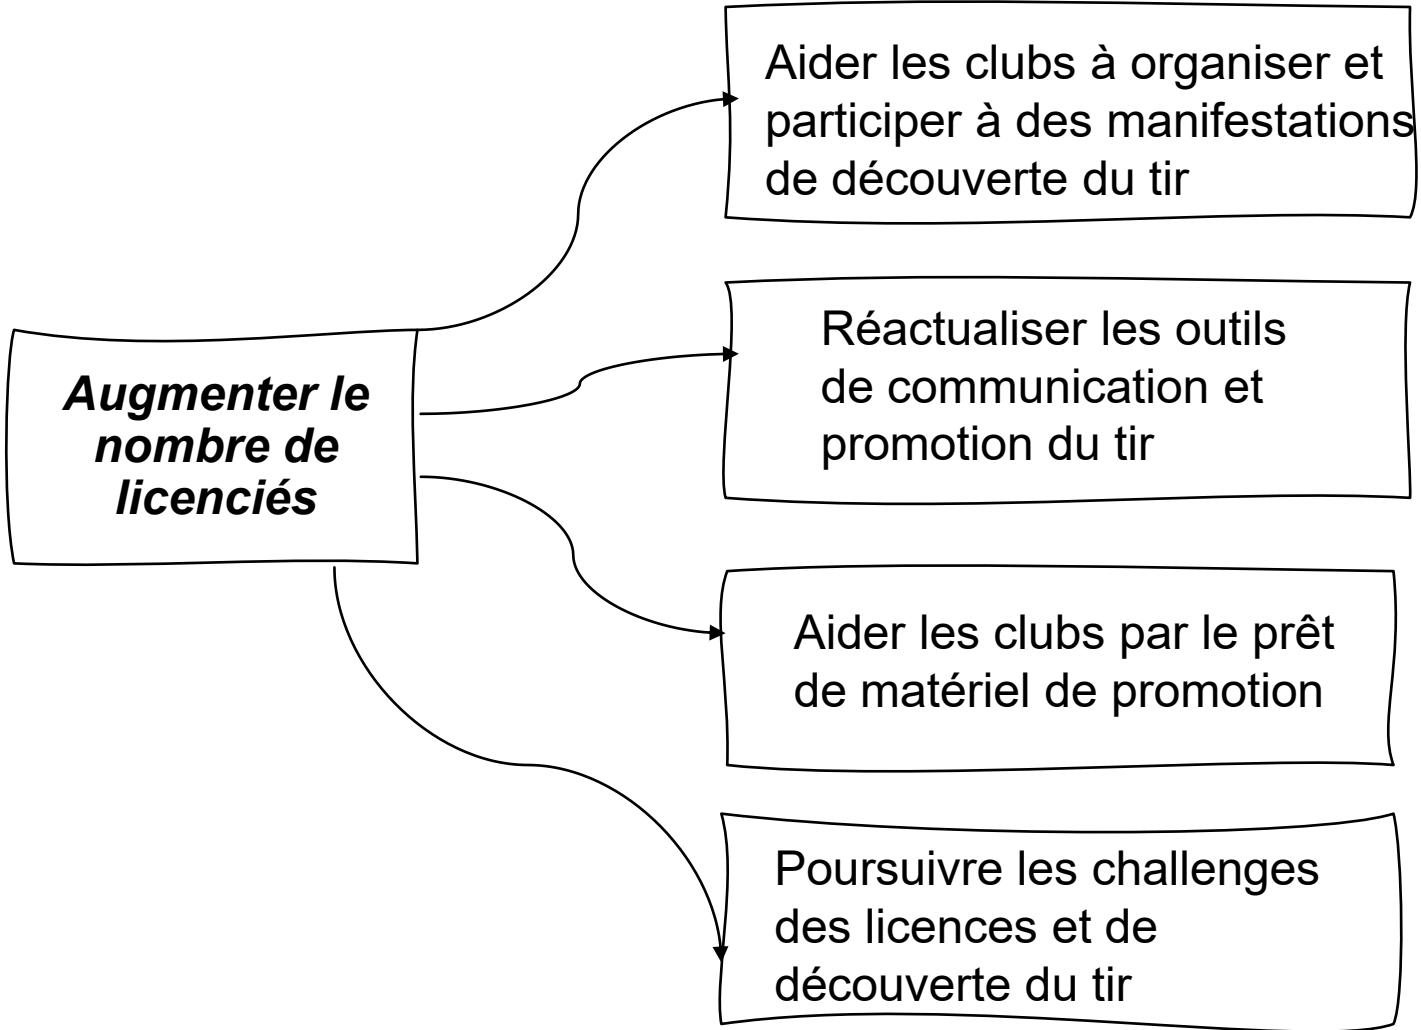 Aider les clubs à organiser et
participer à des manifestations
de découverte du tir
Réactualiser les outils
de communication et
promotion du tir
Augmenter le
nombre de
licenciés
Aider les clubs par le prêt
de matériel de promotion
Poursuivre les challenges
des licences et de
découverte du tir